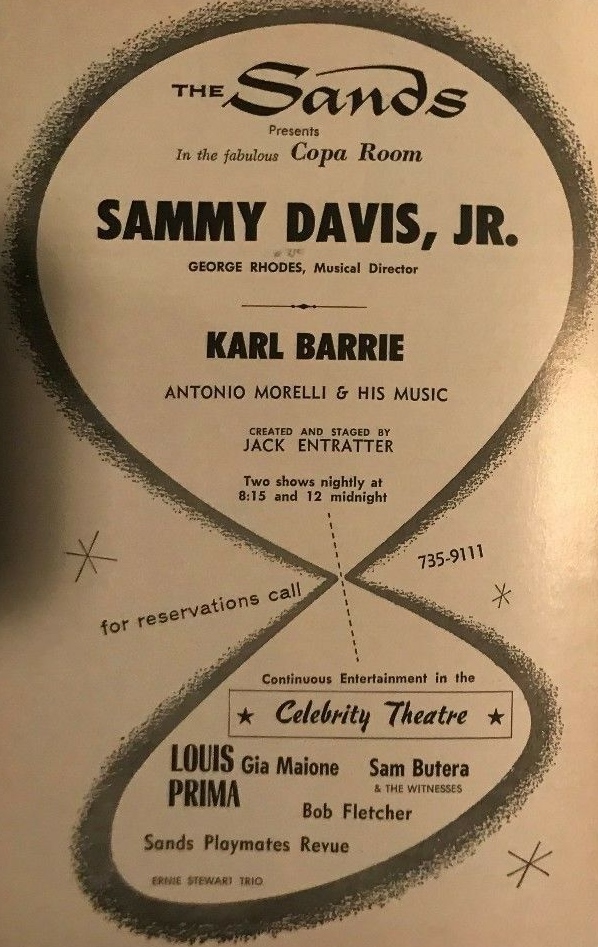 THE Sands
Presents
In the fabulous Copa Room
SAMMY DAVIS, JR.
GEORGE RHODES, Musical Director
KARL BARRIE
ANTONIO MORELLI & HIS MUSIC
CREATED AND STAGED BY
JACK ENTRATTER
Two shows nightly at
8:15 and 12 midnight
for reservations call
735-9111
Continuous Entertainment in the
★ Celebrity Theatre ★
LOUIS PRIMA
Gia Maione
Sam Butera
& THE WITNESSES
Bob Fletcher
Sands Playmates Revue
ERNIE STEWART TRIO